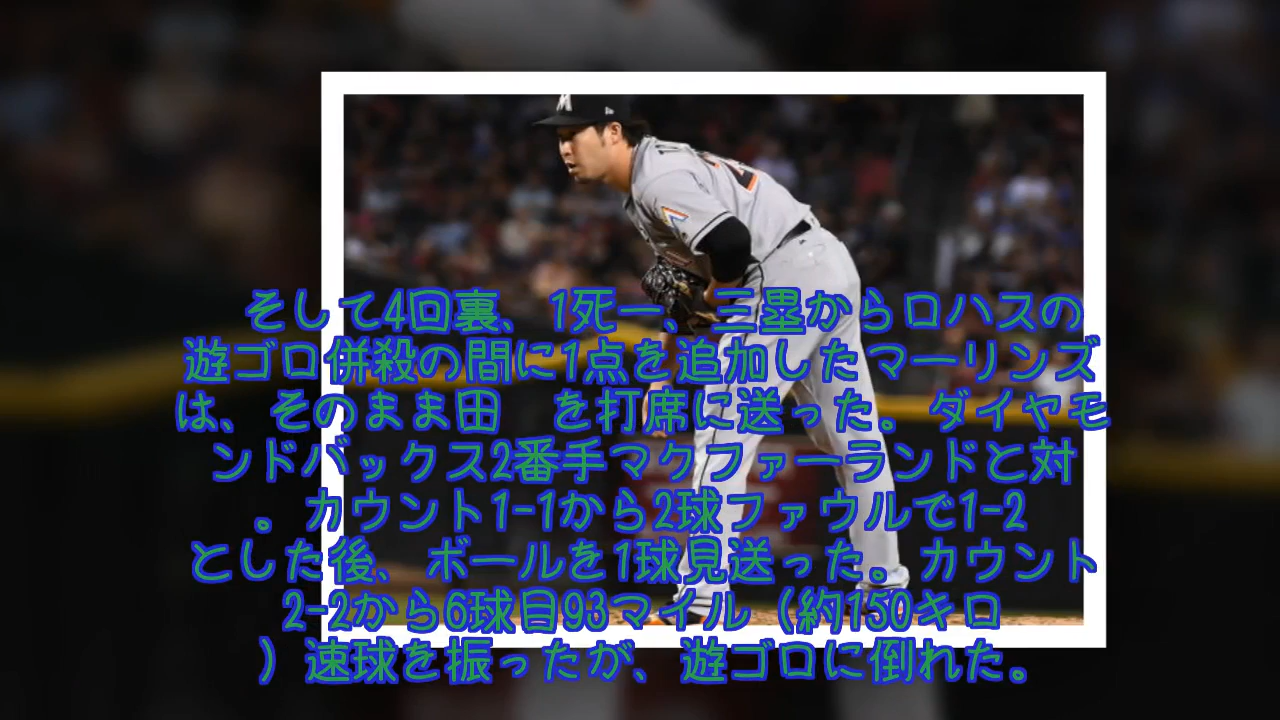 そして4回裏、1死一、三塁からロハスの
遊ゴロ併殺の間に1点を追加したマーリンズ
は、そのまま田　を打席に送った。ダイヤモ
ンドバックス2番手マクファーランドと対
。カウント1-1から2球ファウルで1-2
とした後、ボールを1球見送った。カウント
2-2から6球目93マイル（約150キロ
）速球を振ったが、遊ゴロに倒れた。